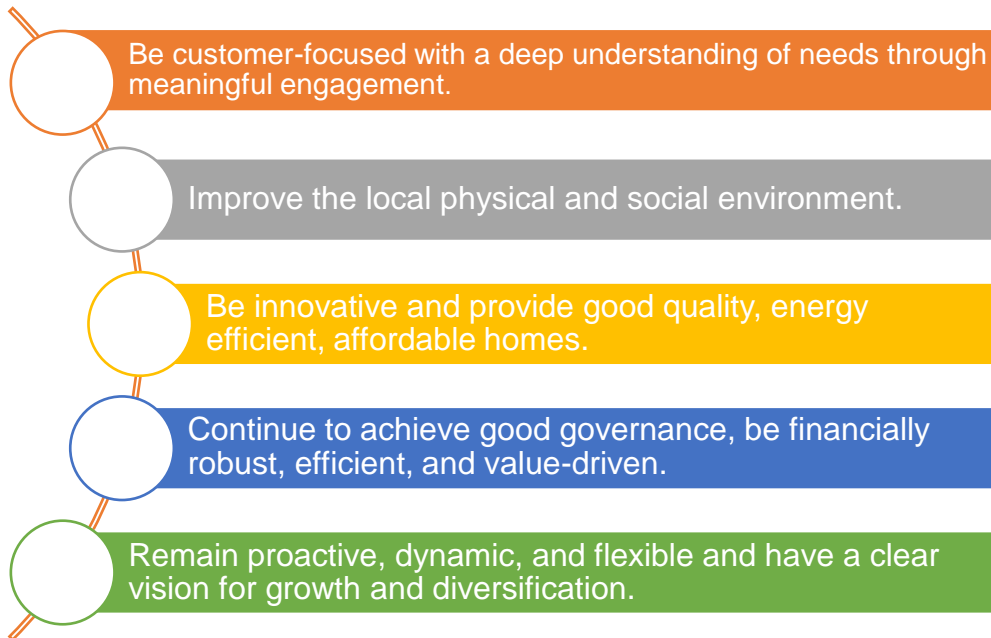 Be customer-focused with a deep understanding of needs through
meaningful engagement.
Improve the local physical and social environment.
Be innovative and provide good quality, energy
efficient, affordable homes.
Continue to achieve good governance, be financially
robust, efficient, and value-driven.
Remain proactive, dynamic, and flexible and have a clear
vision for growth and diversification.